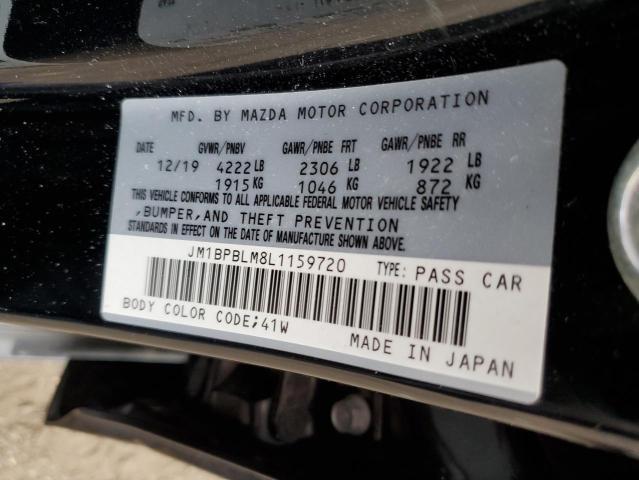 MFD. BY MAZDA MOTOR CORPORATION
DATE GVWR/PNBV GAWR/PNBE FRT GAWR/PNBE RR
12/19 4222 LB 2306 LB 1922 LB
1915 KG 1046 KG 872 KG
THIS VEHICLE CONFORMS TO ALL APPLICABLE FEDERAL MOTOR VEHICLE SAFETY
,BUMPER,AND THEFT PREVENTION
STANDARDS IN EFFECT ON THE DATE OF MANUFACTURE SHOWN ABOVE.
JM1BPBLM8L1159720 TYPE: PASS CAR
BODY COLOR CODE;41W
MADE IN JAPAN